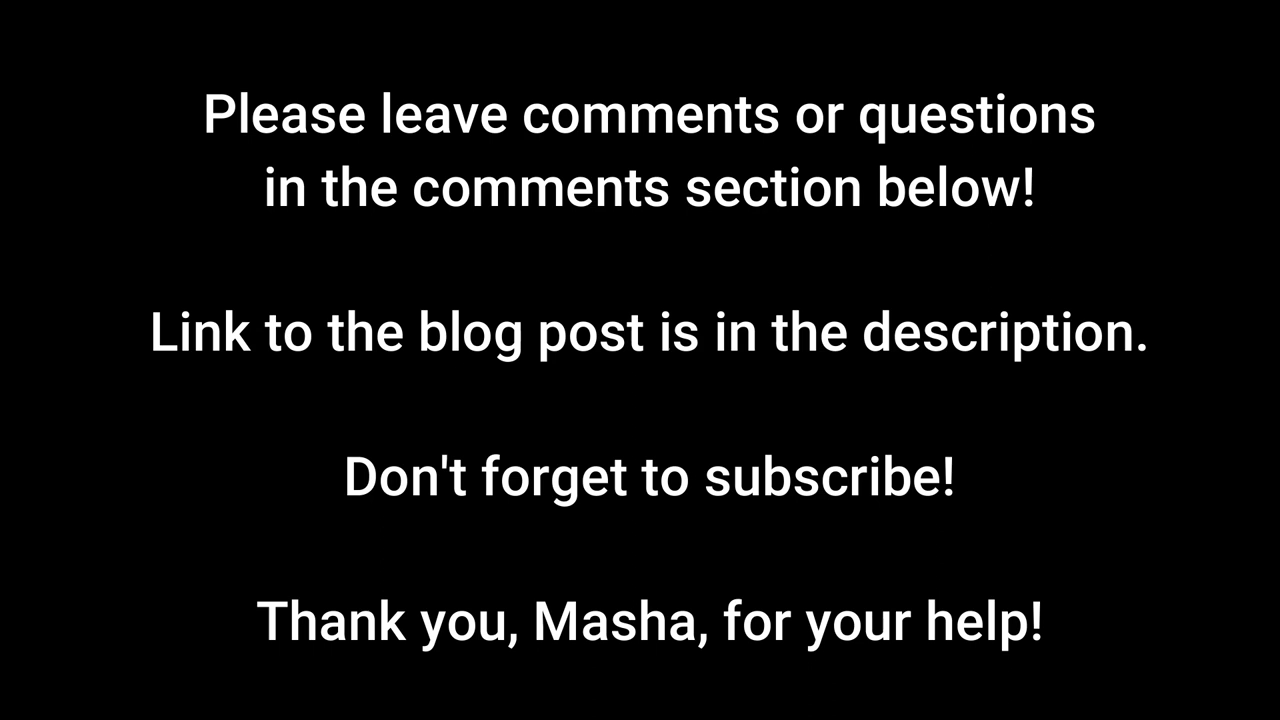 Please leave comments or questions
in the comments section below!
Link to the blog post is in the description.
Don't forget to subscribe!
Thank you, Masha, for your help!